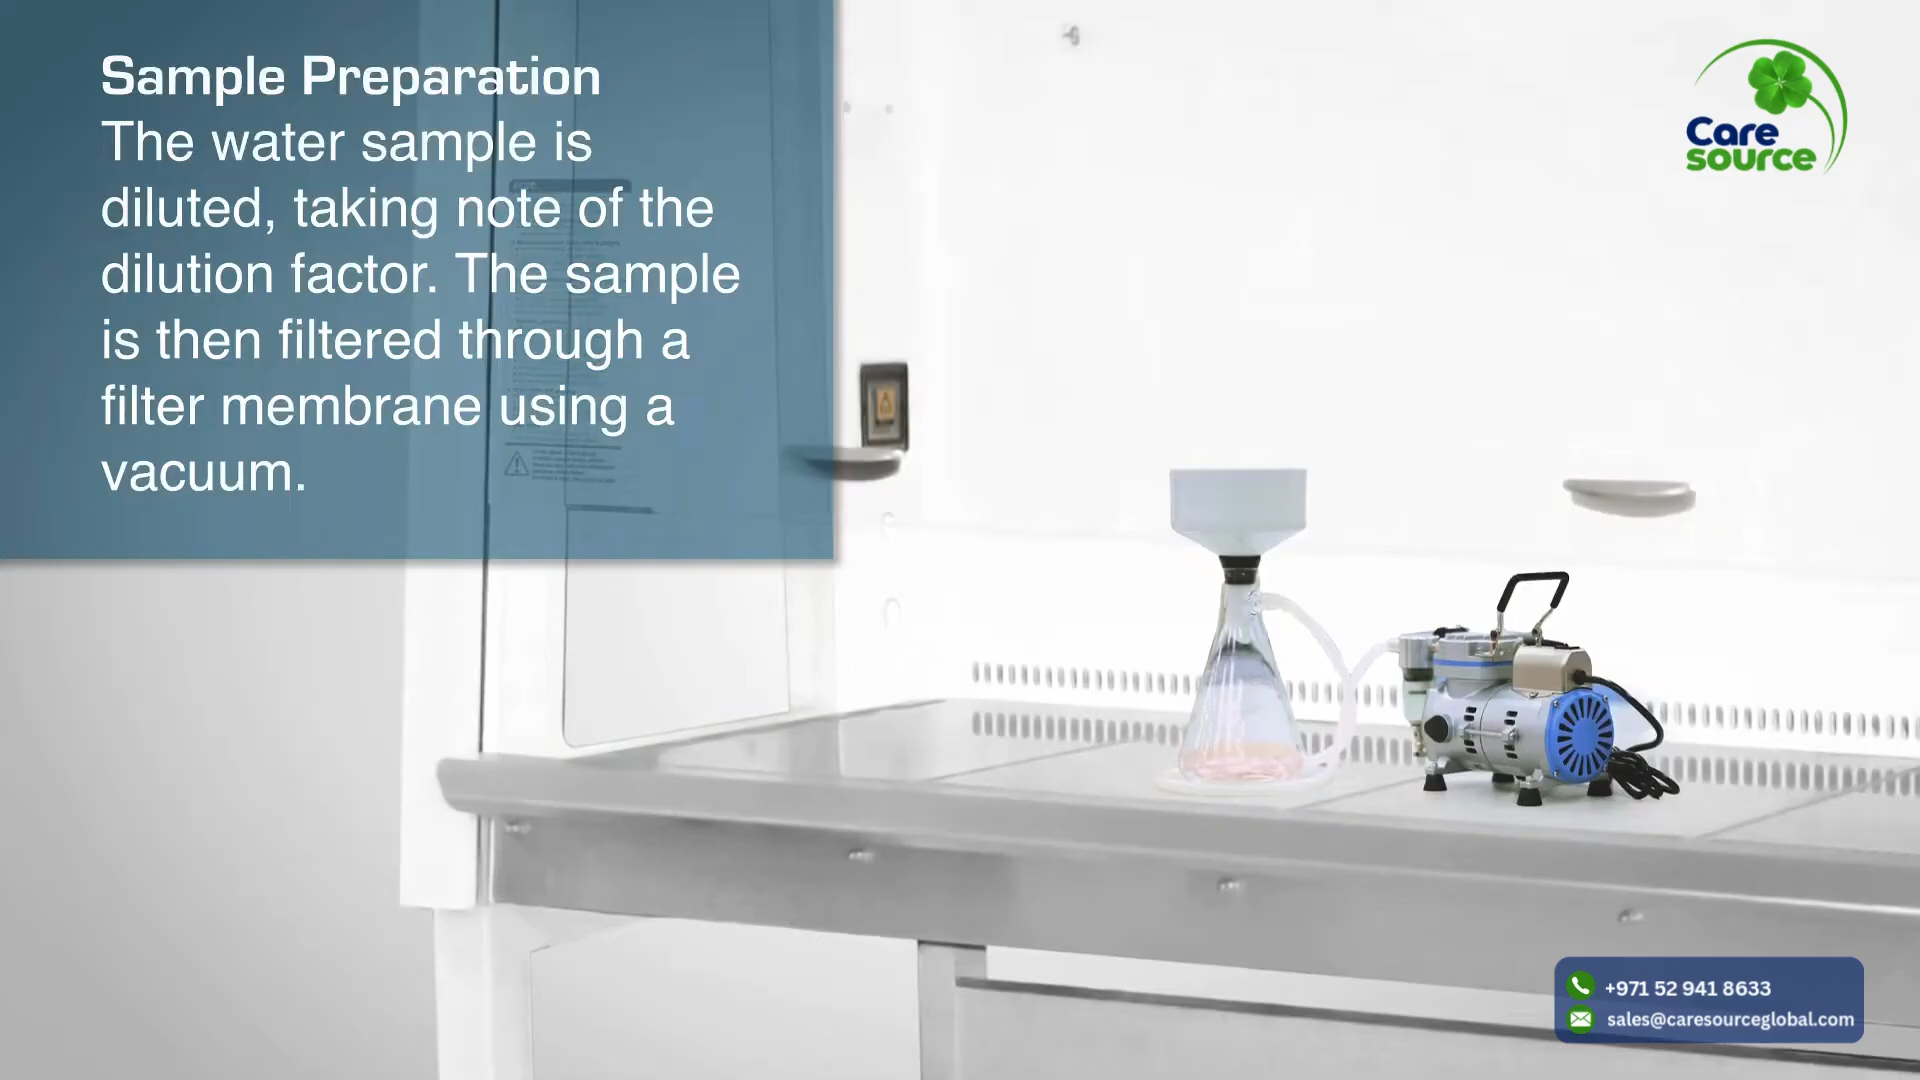 Sample Preparation
The water sample is
diluted, taking note of the
dilution factor. The sample
is then filtered through a
filter membrane using a
vacuum.
Care
source
+971 52 941 8633
sales@caresourceglobal.com